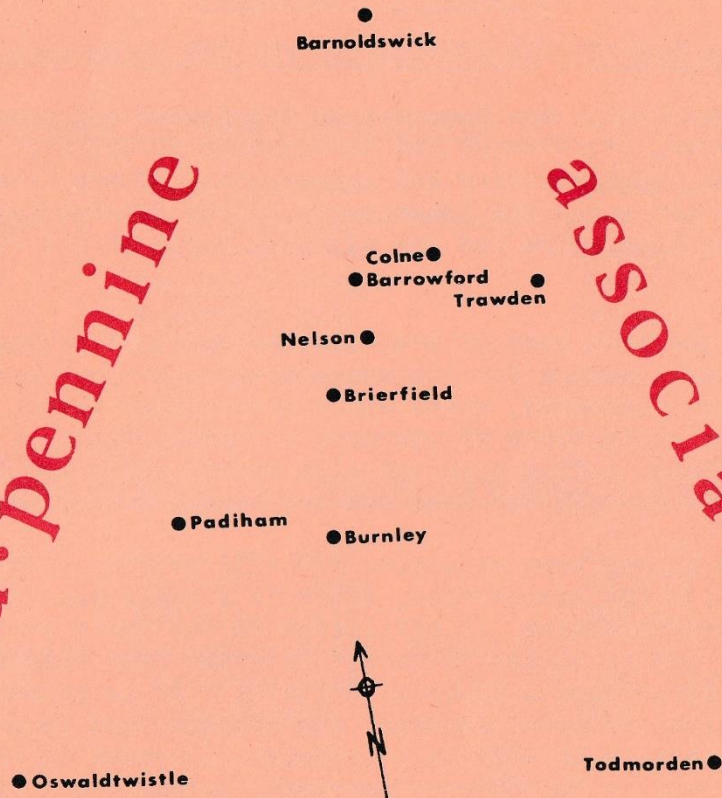 Barnoldswick
pennine
associa
Colne
Barrowford
Trawden
Nelson
Brierfield
Padiham
Burnley
N
Oswaldtwistle
Todmorden